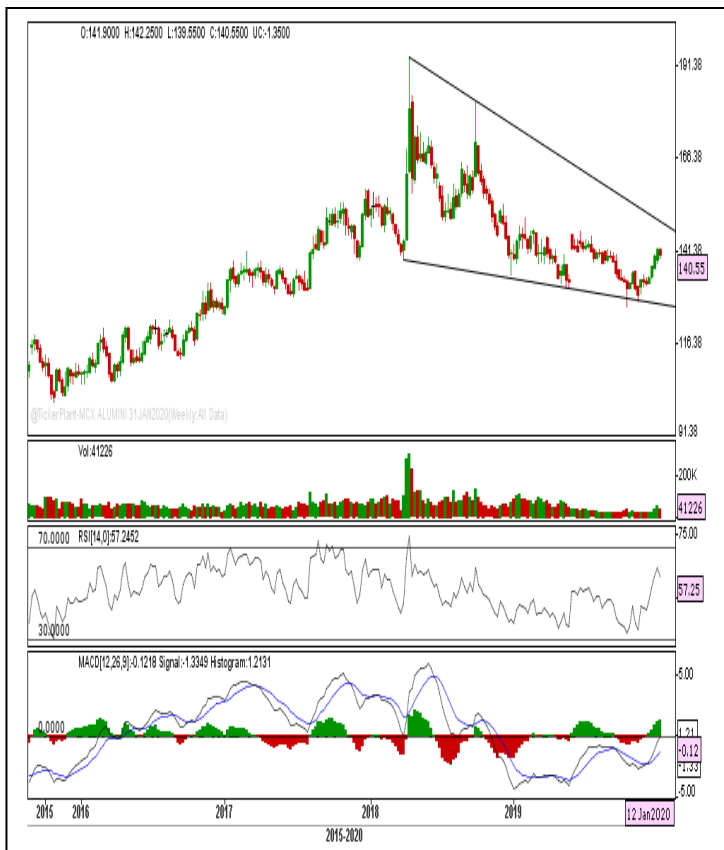 O:141.9000 H:142.2500 L:139.5500 C:140.5500 UC:-1.3500
191.38
166.38
141.38
140.55
116.38
@TickerPlant-MCX ALUMINI 31JAN2020(Weekly:All Data)
91.38
Vol:41226
200K
41226
70.0000 RSI[14,0]:57.2452
75.00
57.25
30.0000
MACD[12,26,9]:-0.1218 Signal:-1.3349 Histogram:1.2131
5.00
0.0000
1.21
-0.12
-1.33
-5.00
2015 2016 2017 2018 2019 12 Jan2020
2015-2020